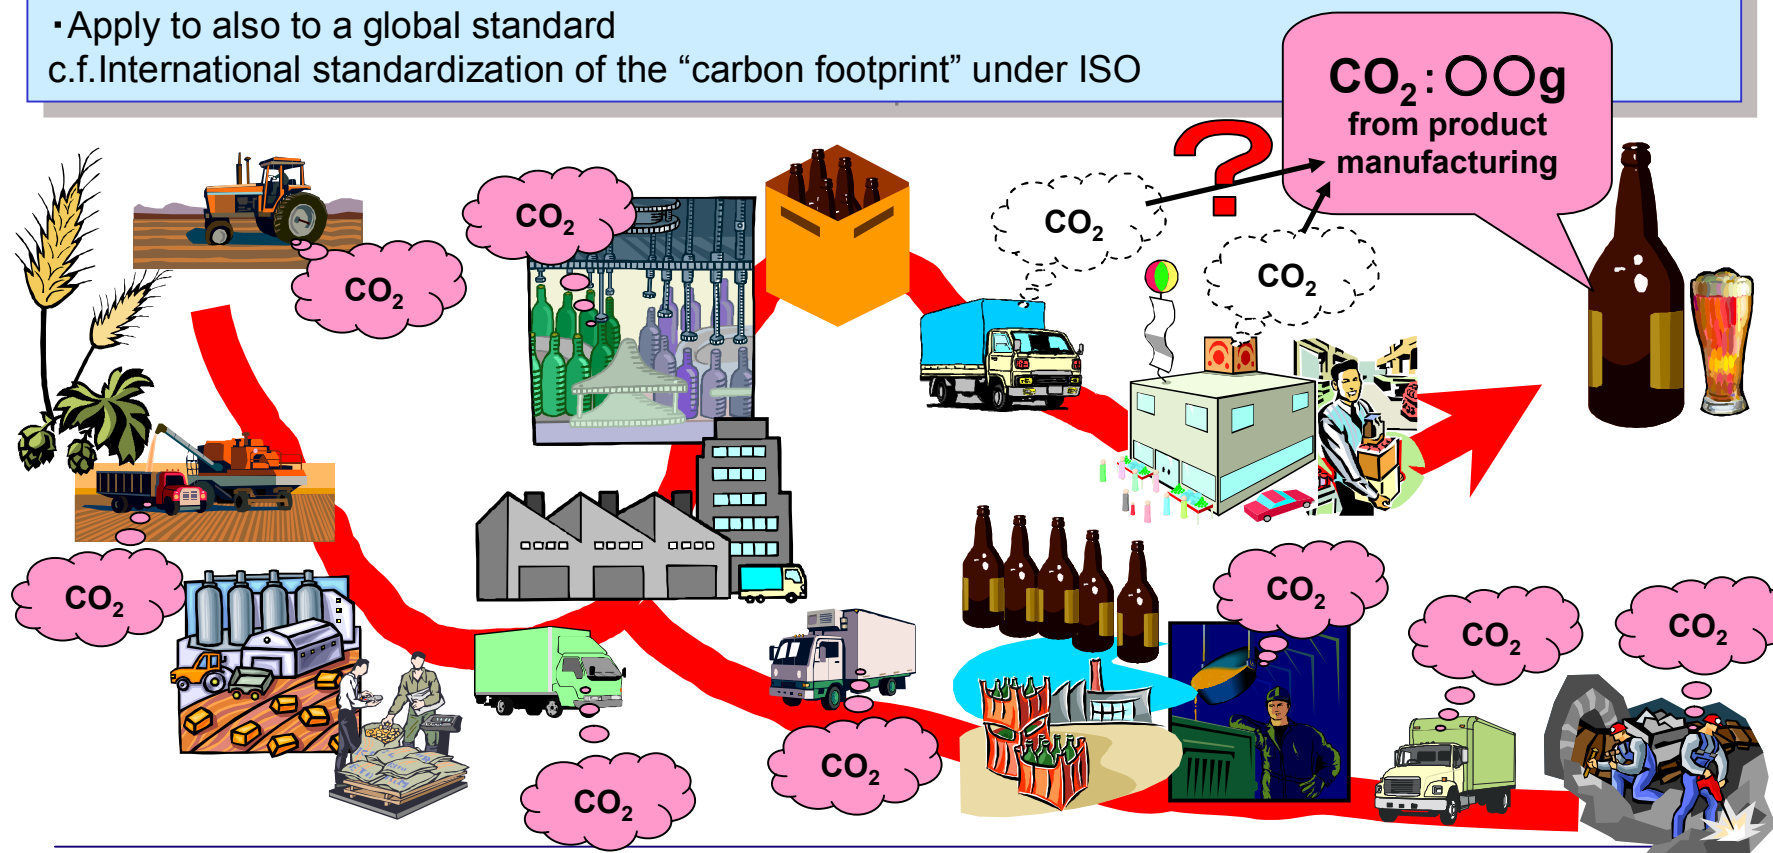 ・Apply to also to a global standard
c.f.International standardization of the “carbon footprint” under ISO
CO₂:〇〇g
from product
manufacturing
?
CO₂
CO₂
CO₂
CO₂
CO₂
CO₂
CO₂
CO₂
CO₂
CO₂
CO₂